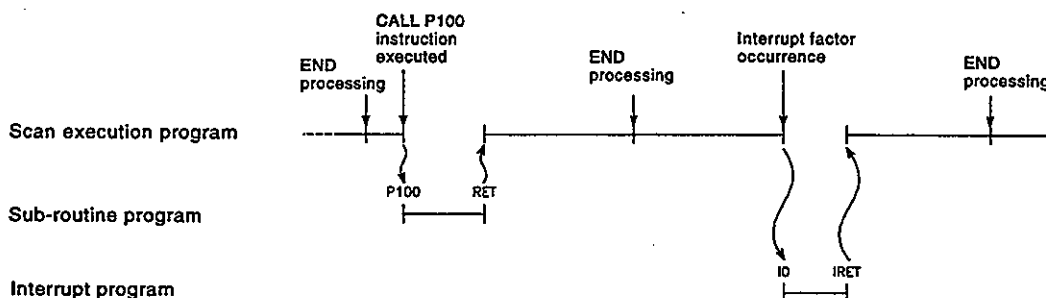 CALL P100
instruction
executed
END
processing
END
processing
Interrupt factor
occurrence
END
processing
Scan execution program
P100
RET
Sub-routine program
I0
IRET
Interrupt program